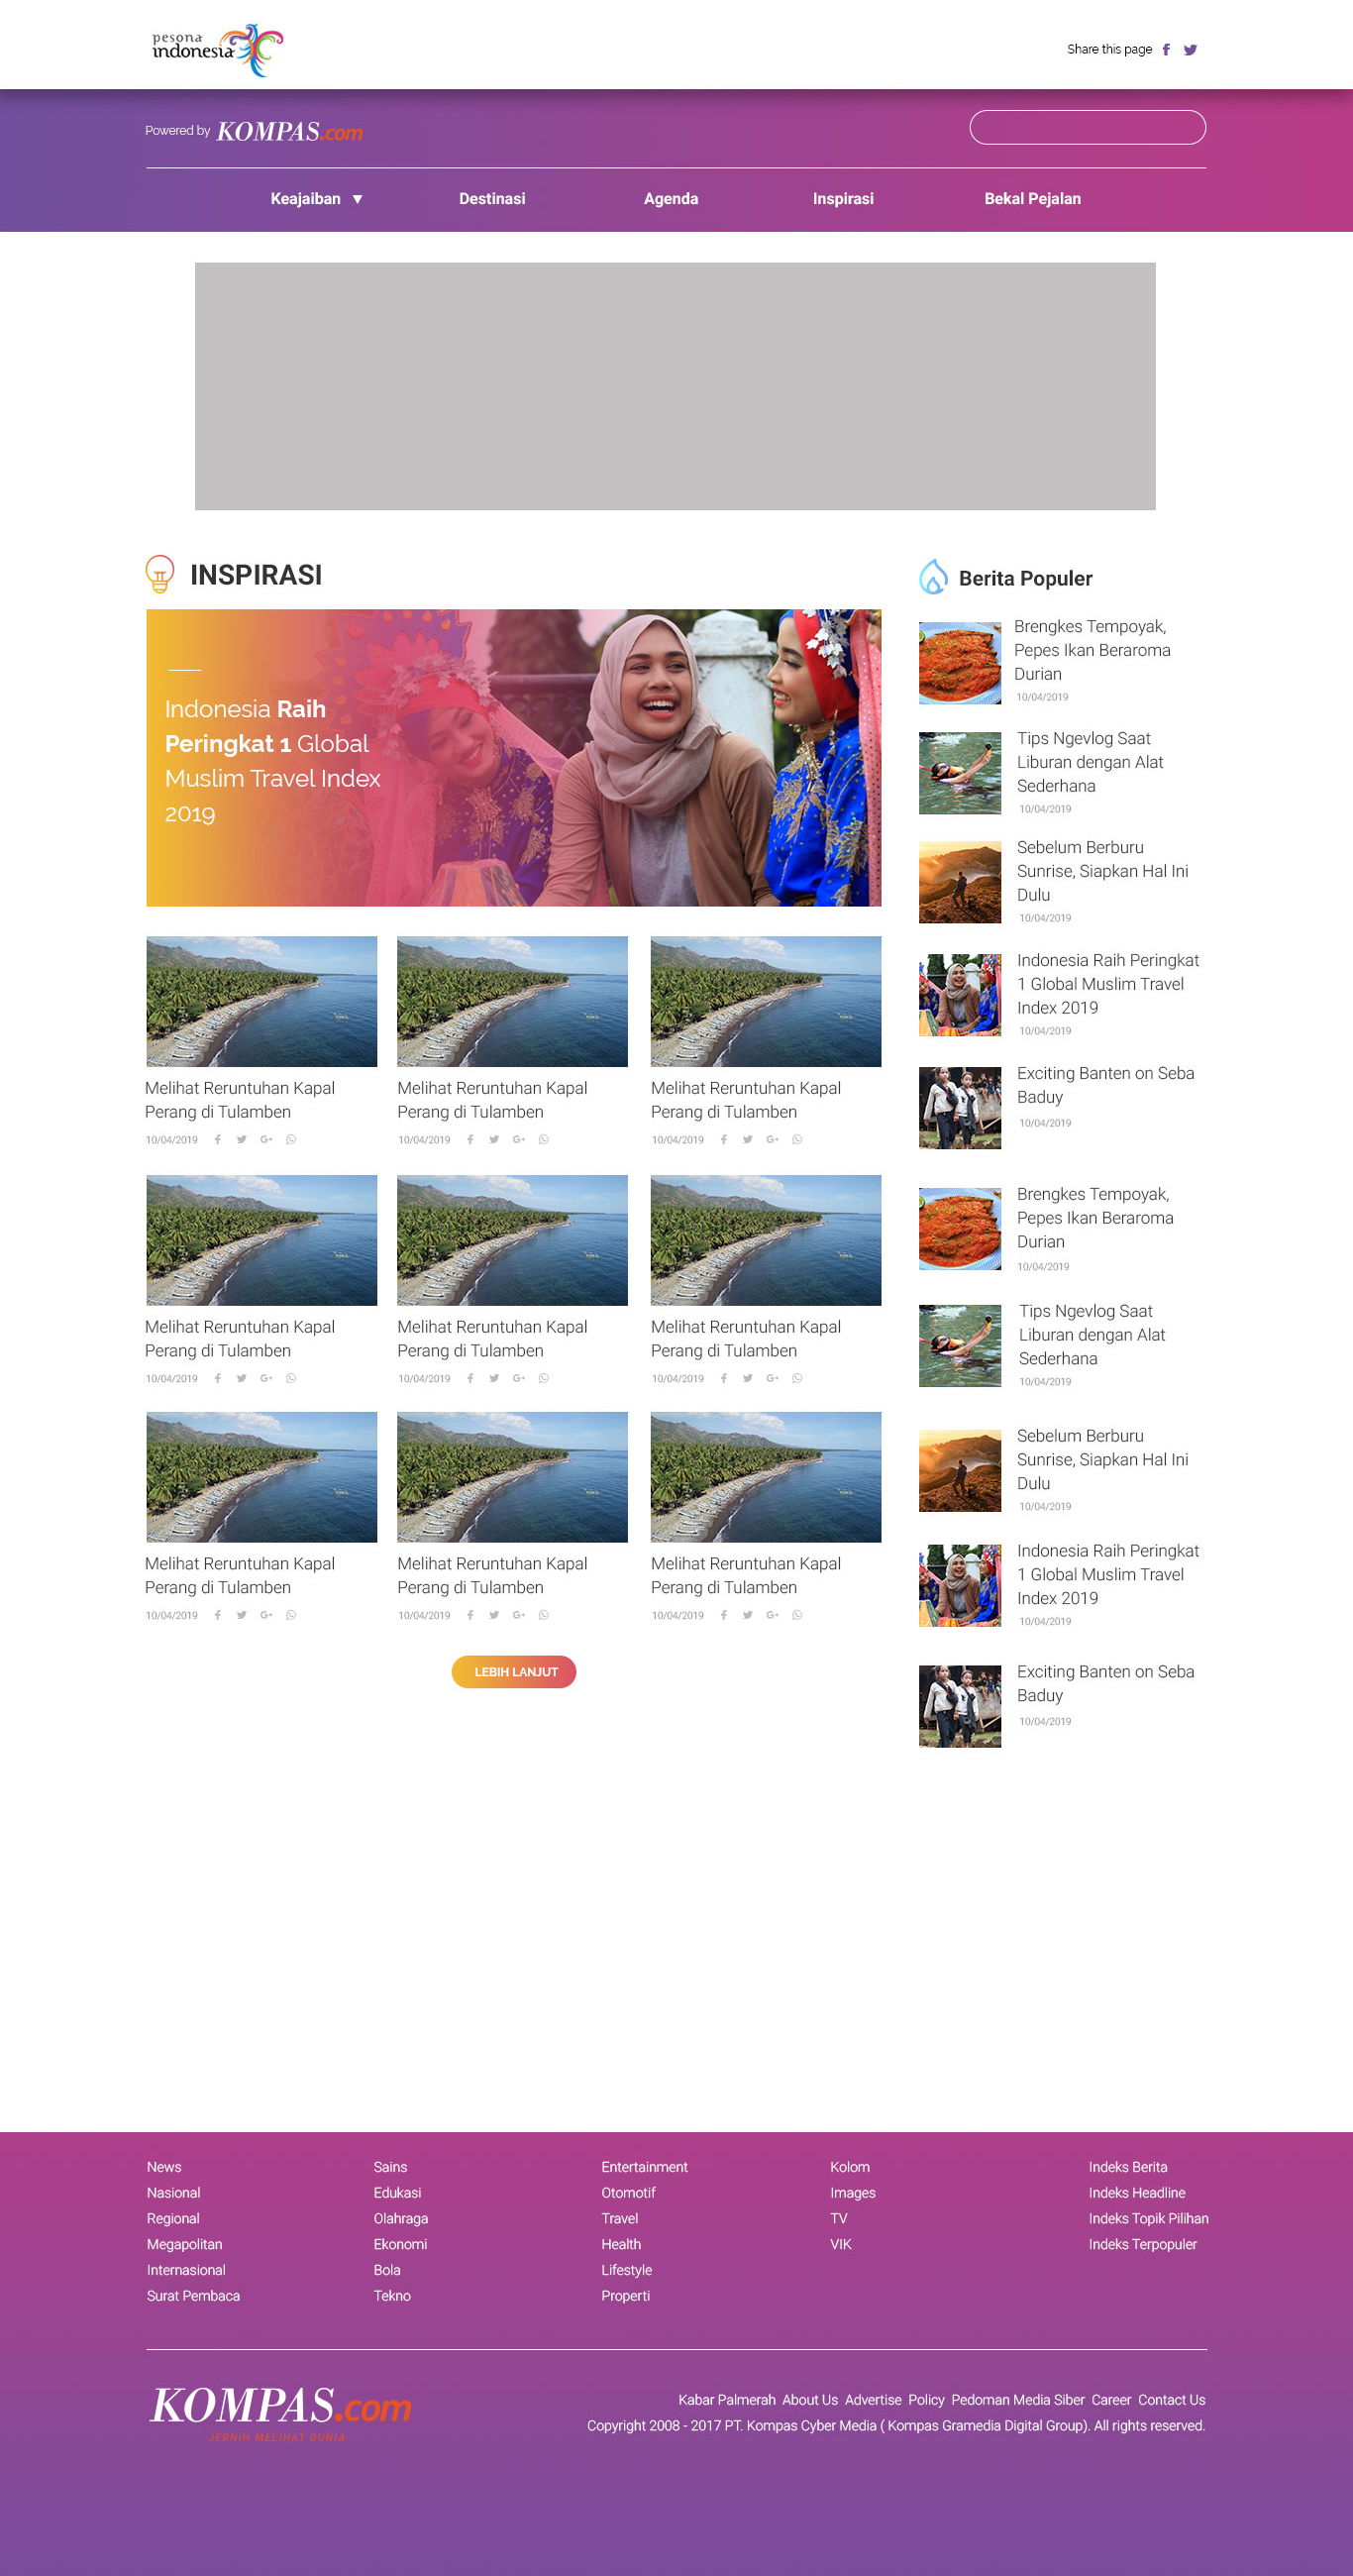 pesona
indonesia
Share this page
Powered by KOMPAS.com
Keajaiban
Destinasi
Agenda
Inspirasi
Bekal Pejalan
INSPIRASI
Indonesia Raih
Peringkat 1 Global
Muslim Travel Index
2019
Melihat Reruntuhan Kapal
Perang di Tulamben
10/04/2019
Melihat Reruntuhan Kapal
Perang di Tulamben
10/04/2019
Melihat Reruntuhan Kapal
Perang di Tulamben
10/04/2019
Melihat Reruntuhan Kapal
Perang di Tulamben
10/04/2019
Melihat Reruntuhan Kapal
Perang di Tulamben
10/04/2019
Melihat Reruntuhan Kapal
Perang di Tulamben
10/04/2019
Melihat Reruntuhan Kapal
Perang di Tulamben
10/04/2019
Melihat Reruntuhan Kapal
Perang di Tulamben
10/04/2019
Melihat Reruntuhan Kapal
Perang di Tulamben
10/04/2019
LEBIH LANJUT
Berita Populer
Brengkes Tempoyak,
Pepes Ikan Beraroma
Durian
10/04/2019
Tips Ngevlog Saat
Liburan dengan Alat
Sederhana
10/04/2019
Sebelum Berburu
Sunrise, Siapkan Hal Ini
Dulu
10/04/2019
Indonesia Raih Peringkat
1 Global Muslim Travel
Index 2019
10/04/2019
Exciting Banten on Seba
Baduy
10/04/2019
Brengkes Tempoyak,
Pepes Ikan Beraroma
Durian
10/04/2019
Tips Ngevlog Saat
Liburan dengan Alat
Sederhana
10/04/2019
Sebelum Berburu
Sunrise, Siapkan Hal Ini
Dulu
10/04/2019
Indonesia Raih Peringkat
1 Global Muslim Travel
Index 2019
10/04/2019
Exciting Banten on Seba
Baduy
10/04/2019
News
Nasional
Regional
Megapolitan
Internasional
Surat Pembaca
Sains
Edukasi
Olahraga
Ekonomi
Bola
Tekno
Entertainment
Otomotif
Travel
Health
Lifestyle
Properti
Kolom
Images
TV
VIK
Indeks Berita
Indeks Headline
Indeks Topik Pilihan
Indeks Terpopuler
KOMPAS.com
JERNIH MELIHAT DUNIA
Kabar Palmerah About Us Advertise Policy Pedoman Media Siber Career Contact Us
Copyright 2008 - 2017 PT. Kompas Cyber Media ( Kompas Gramedia Digital Group). All rights reserved.